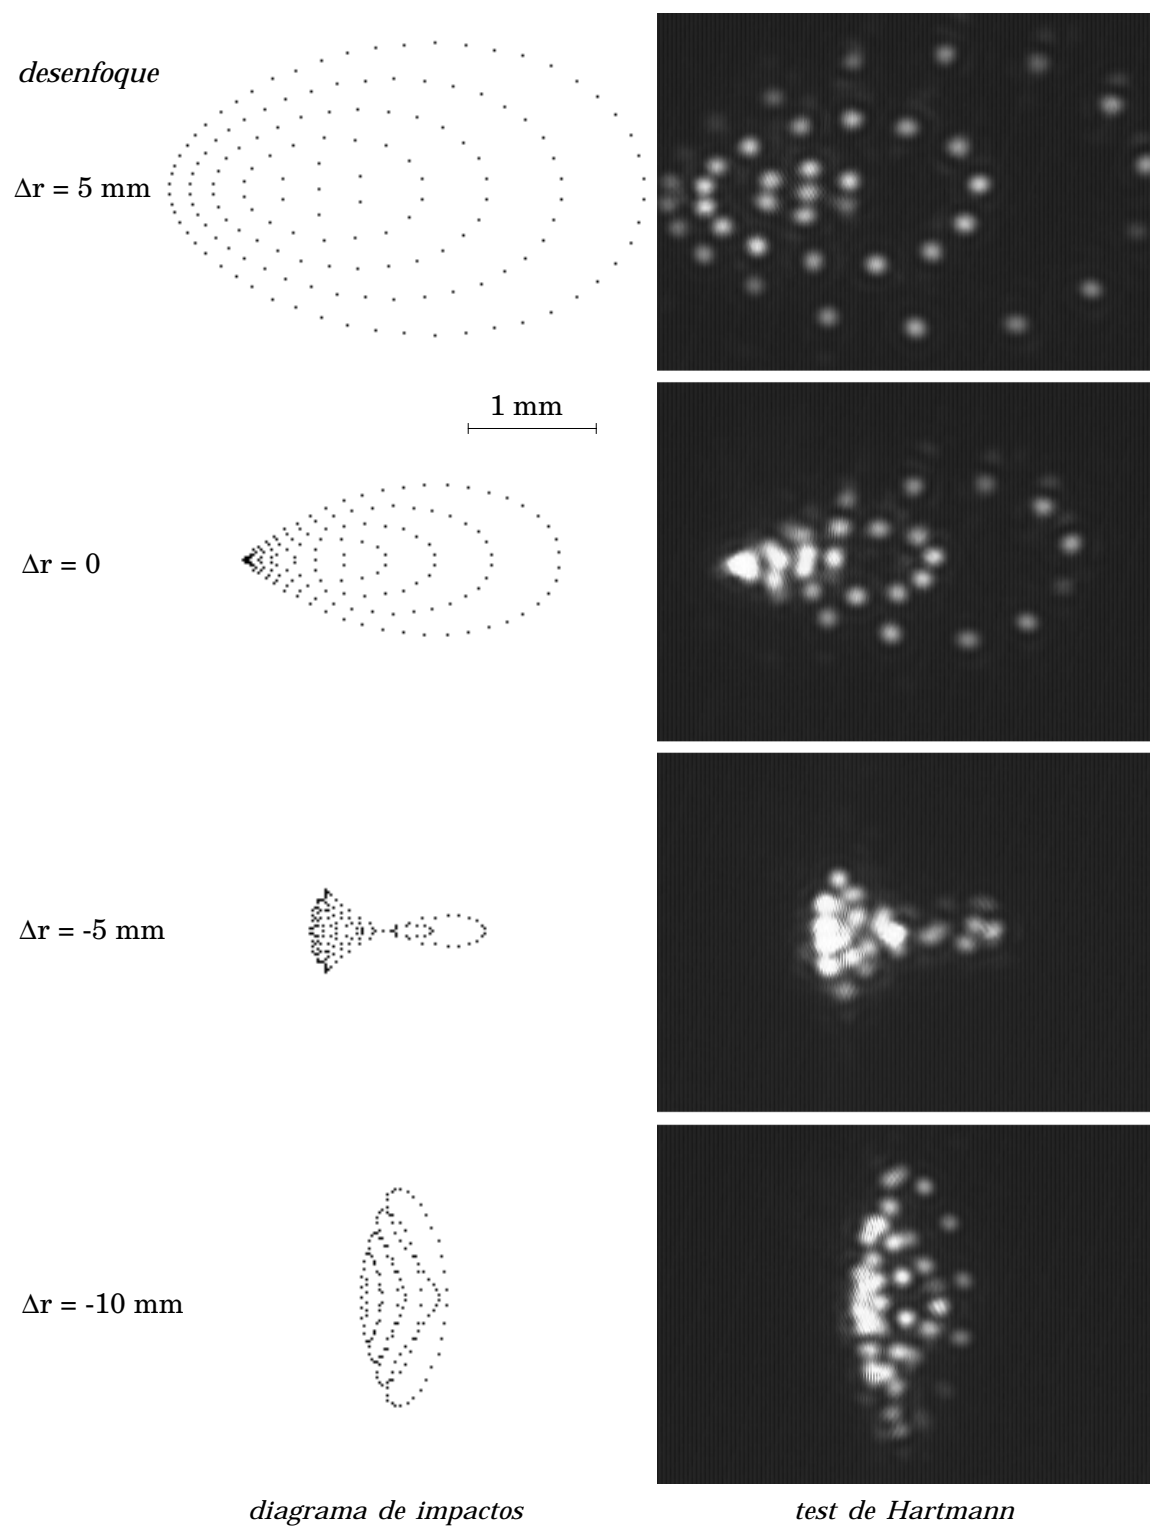 desenfoque
Δr = 5 mm
1 mm
Δr = 0
Δr = -5 mm
Δr = -10 mm
diagrama de impactos
test de Hartmann